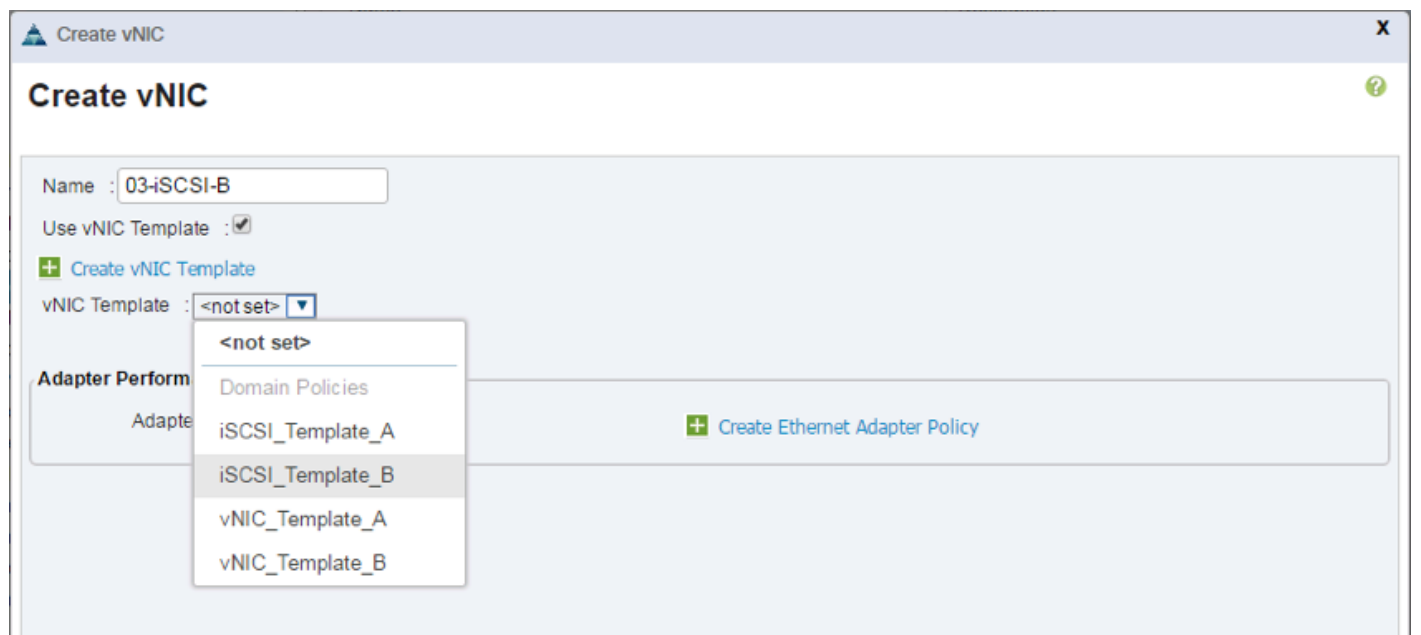 Create vNIC X
Create vNIC ?
Name : 03-iSCSI-B
Use vNIC Template :
Create vNIC Template
vNIC Template : <not set>
<not set>
Adapter Perform
Domain Policies
Adapte
iSCSI_Template_A
Create Ethernet Adapter Policy
iSCSI_Template_B
vNIC_Template_A
vNIC_Template_B